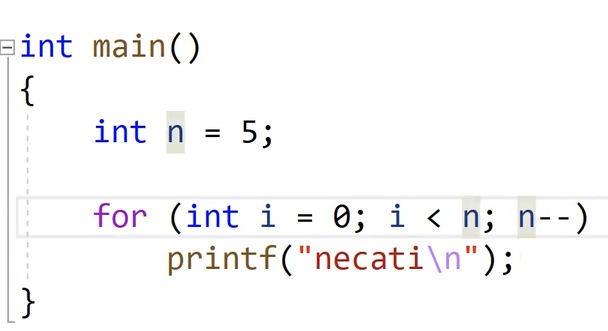 int main()
{
int n = 5;
for (int i = 0; i < n; n--)
printf("necati\n");
}